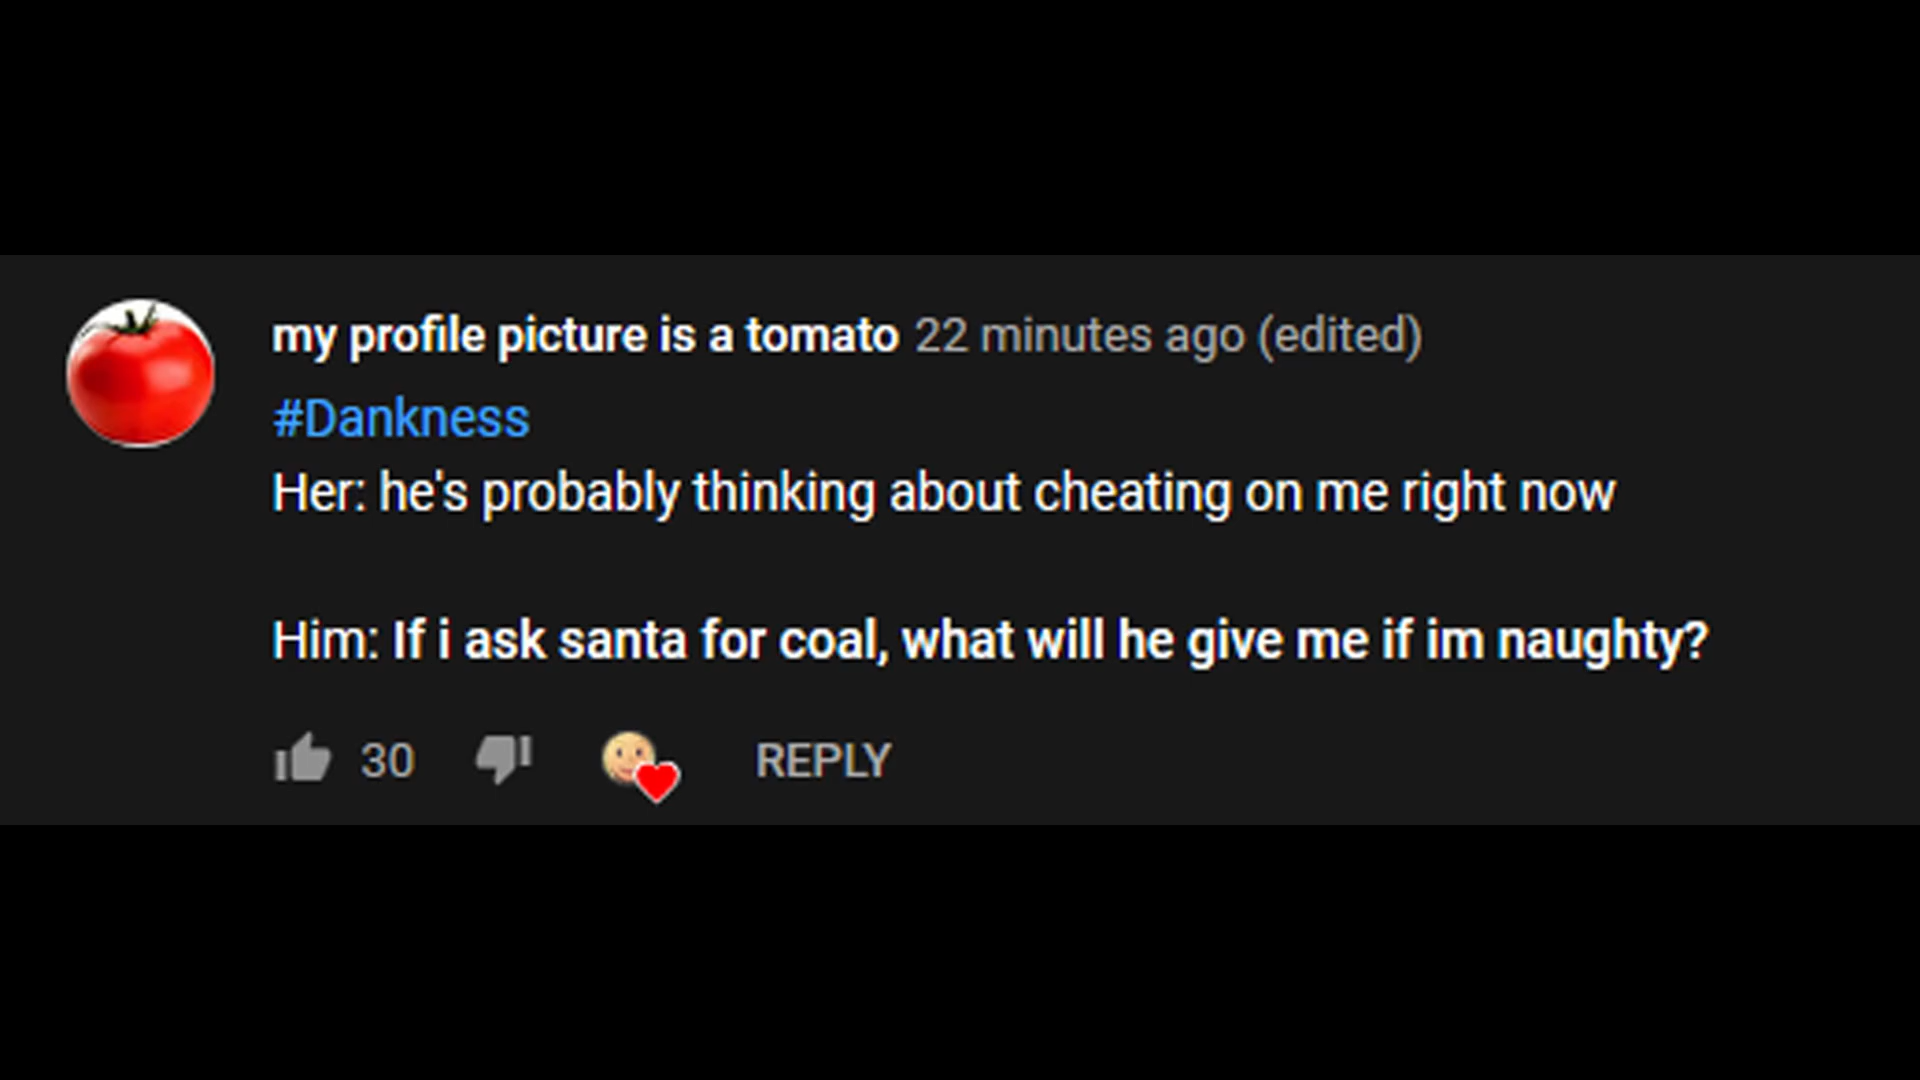 my profile picture is a tomato 22 minutes ago (edited)
#Dankness
Her: he's probably thinking about cheating on me right now
Him: If i ask santa for coal, what will he give me if im naughty?
30 REPLY